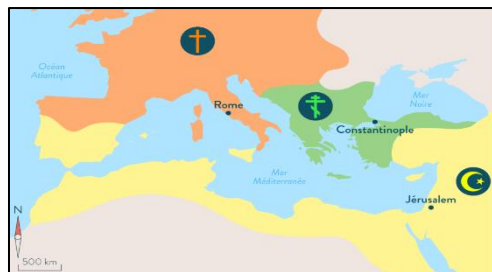 Océan
Atlantique
Mer
Noire
Rome
Constantinople
Mer
Méditerranée
Jérusalem
N
500 km